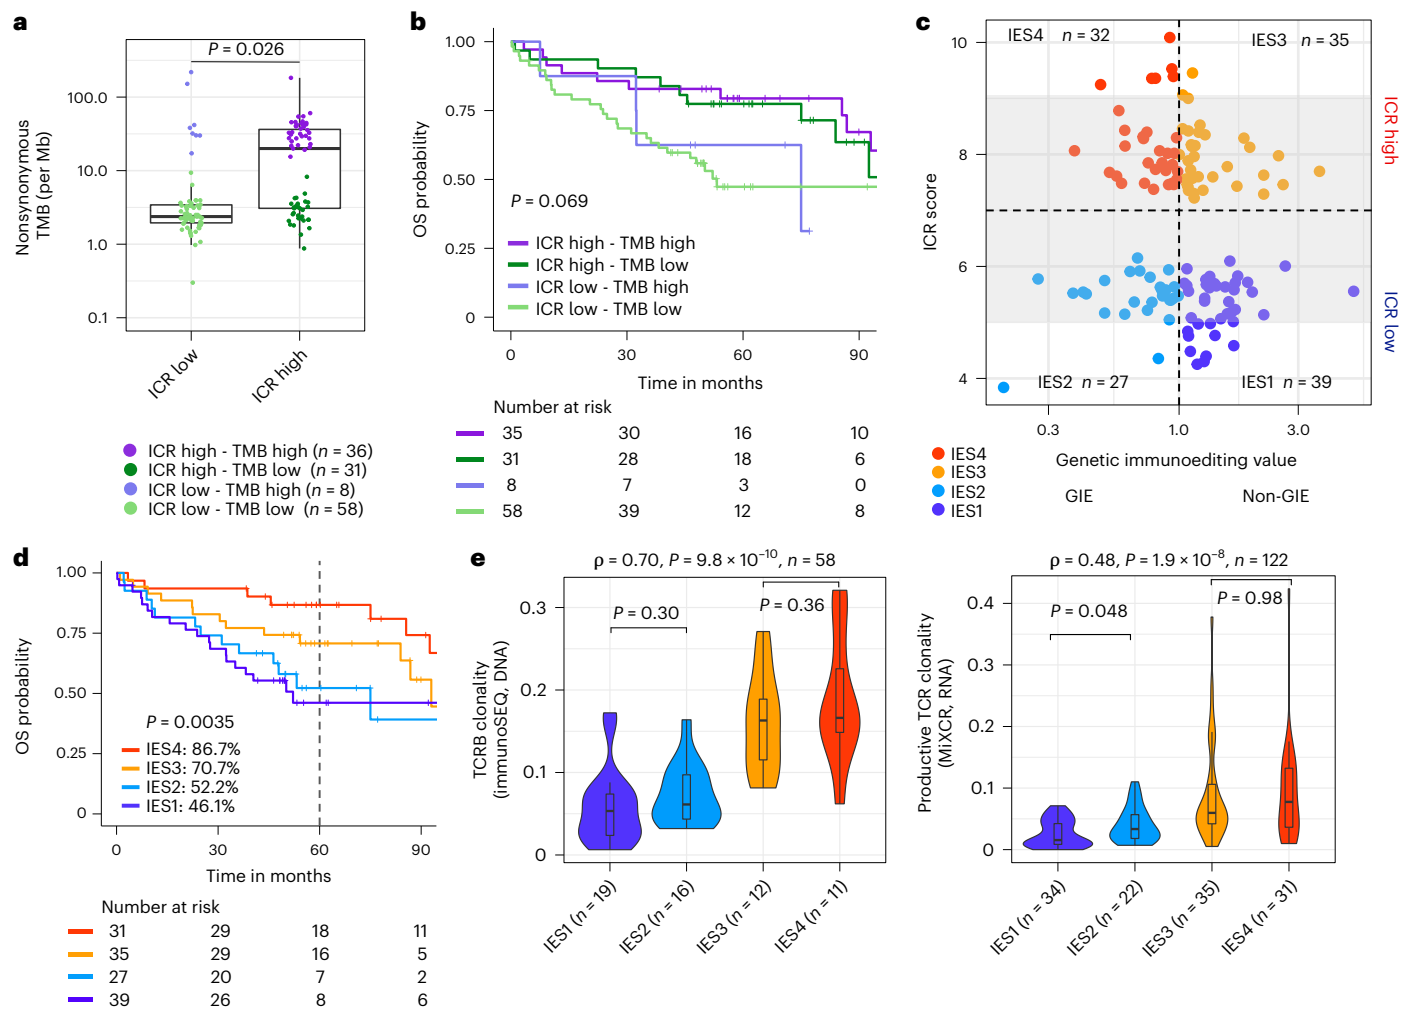 a
P = 0.026
Nonsynonymous
TMB (per Mb)
100.0
10.0
1.0
0.1
ICR low
ICR high
ICR high - TMB high (n = 36)
ICR high - TMB low (n = 31)
ICR low - TMB high (n = 8)
ICR low - TMB low (n = 58)
b
OS probability
1.00
0.75
0.50
0.25
0
P = 0.069
ICR high - TMB high
ICR high - TMB low
ICR low - TMB high
ICR low - TMB low
0 30 60 90
Time in months
Number at risk
35 30 16 10
31 28 18 6
8 7 3 0
58 39 12 8
c
IES4 n = 32
IES3 n = 35
ICR score
10
8
6
4
ICR high
ICR low
IES2 n = 27
IES1 n = 39
0.3 1.0 3.0
Genetic immunoediting value
GIE Non-GIE
IES4
IES3
IES2
IES1
d
OS probability
1.00
0.75
0.50
0.25
0
P = 0.0035
IES4: 86.7%
IES3: 70.7%
IES2: 52.2%
IES1: 46.1%
0 30 60 90
Time in months
Number at risk
31 29 18 11
35 29 16 5
27 20 7 2
39 26 8 6
e
ρ = 0.70, P = 9.8 × 10⁻¹⁰, n = 58
P = 0.30
P = 0.36
TCRB clonality
(immunoSEQ, DNA)
0.3
0.2
0.1
0
IES1 (n = 19)
IES2 (n = 16)
IES3 (n = 12)
IES4 (n = 11)
ρ = 0.48, P = 1.9 × 10⁻⁸, n = 122
P = 0.048
P = 0.98
Productive TCR clonality
(MiXCR, RNA)
0.4
0.3
0.2
0.1
0
IES1 (n = 34)
IES2 (n = 22)
IES3 (n = 35)
IES4 (n = 31)